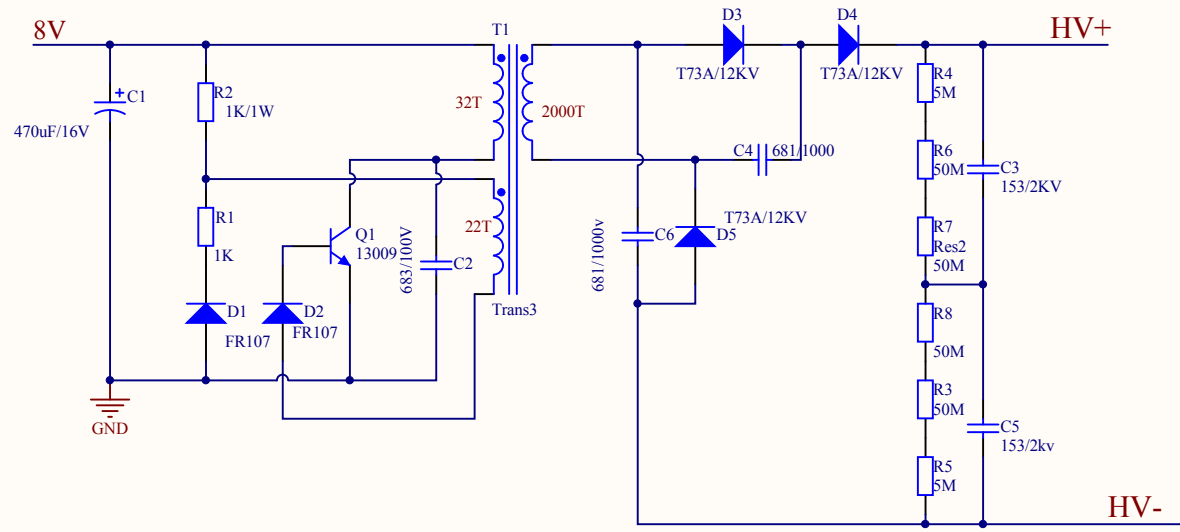 8V
T1
D3
D4
HV+
T73A/12KV
T73A/12KV
C1
470uF/16V
R2
1K/1W
32T
2000T
R4
5M
C4
681/1000
R6
50M
C3
153/2KV
R1
1K
Q1
13009
22T
683/100V
C2
681/1000v
C6
T73A/12KV
D5
R7
Res2
50M
D1
FR107
D2
FR107
Trans3
R8
50M
R3
50M
C5
153/2kv
GND
R5
5M
HV-